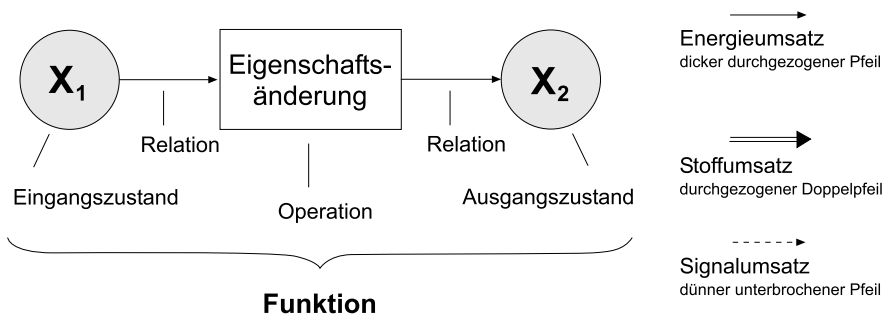 X1
Eigenschafts-
änderung
X2
Relation
Relation
Eingangszustand
Operation
Ausgangszustand
Funktion
Energieumsatz
dicker durchgezogener Pfeil
Stoffumsatz
durchgezogener Doppelpfeil
Signalumsatz
dünner unterbrochener Pfeil